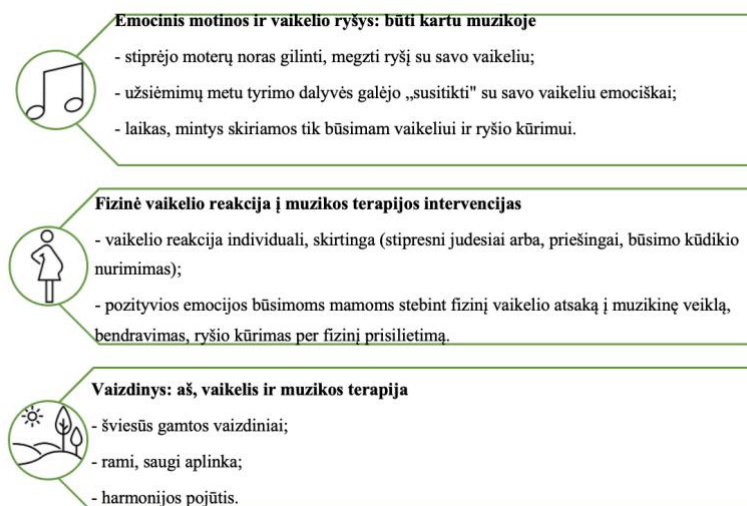 Emocinis motinos ir vaikelio ryšys: būti kartu muzikoje
- stiprėjo moterų noras gilinti, megzti ryšį su savo vaikeliu;
- užsiėmimų metu tyrimo dalyvės galėjo „susitikti" su savo vaikeliu emociškai;
- laikas, mintys skiriamos tik būsimam vaikeliui ir ryšio kūrimui.
Fizinė vaikelio reakcija į muzikos terapijos intervencijas
- vaikelio reakcija individuali, skirtinga (stipresni judesiai arba, priešingai, būsimo kūdikio
nurimimas);
- pozityvios emocijos būsimoms mamoms stebint fizinį vaikelio atsaką į muzikinę veiklą,
bendravimas, ryšio kūrimas per fizinį prisilietimą.
Vaizdinys: aš, vaikelis ir muzikos terapija
- šviesūs gamtos vaizdiniai;
- rami, saugi aplinka;
- harmonijos pojūtis.